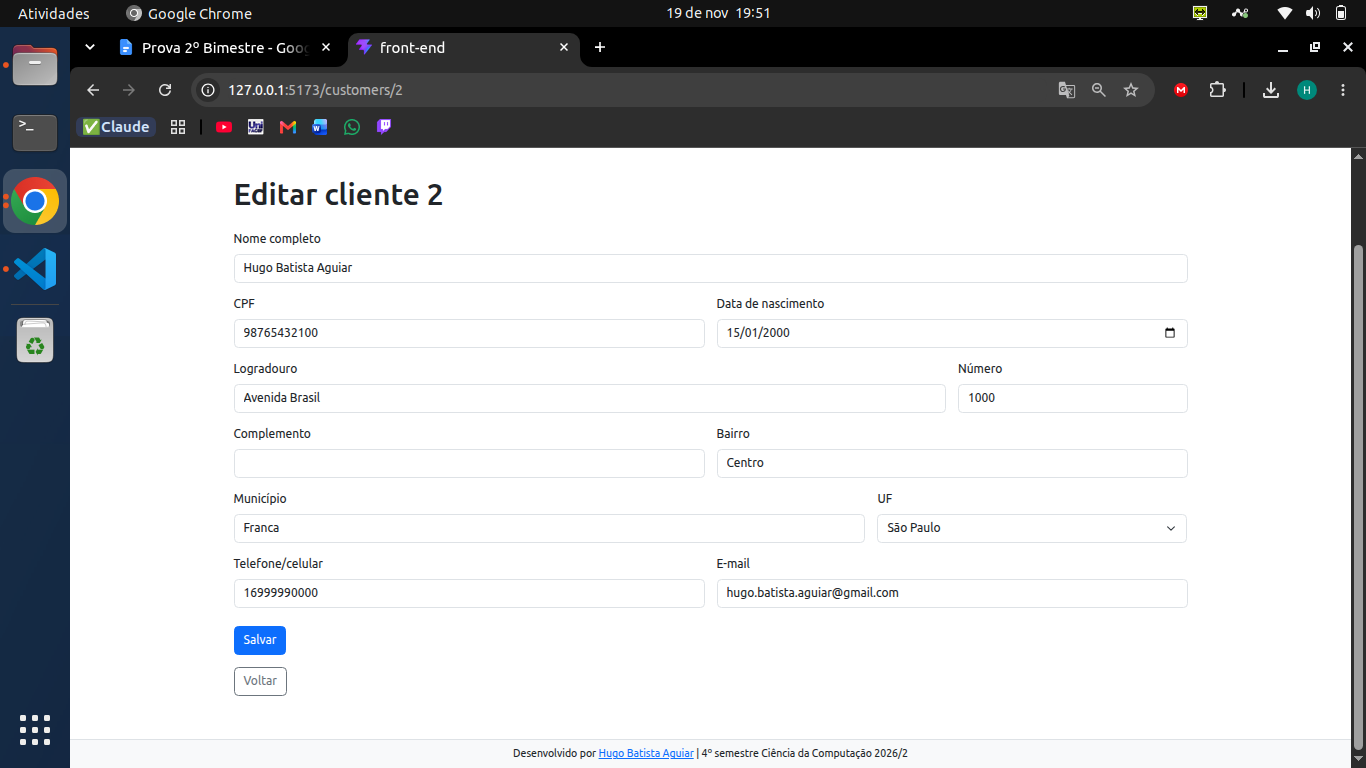 Atividades Google Chrome 19 de nov 19:51
Prova 2º Bimestre - Goo front-end
127.0.0.1:5173/customers/2 H
Claude
Editar cliente 2
Nome completo
Hugo Batista Aguiar
CPF Data de nascimento
98765432100 15/01/2000
Logradouro Número
Avenida Brasil 1000
Complemento Bairro
Centro
Município UF
Franca São Paulo
Telefone/celular E-mail
16999990000 hugo.batista.aguiar@gmail.com
Salvar
Voltar
Desenvolvido por Hugo Batista Aguiar | 4º semestre Ciência da Computação 2026/2